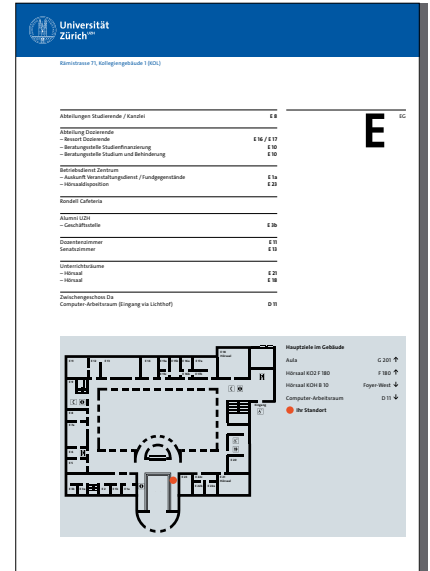 Universität
Zürich UZH
Rämistrasse 71, Kollegiengebäude 1 (KOL)
Abteilungen Studierende / Kanzlei E 8
E EG
Abteilung Dozierende
– Ressort Dozierende E 16 / E 17
– Beratungsstelle Studienfinanzierung E 10
– Beratungsstelle Studium und Behinderung E 10
Betriebsdienst Zentrum
– Auskunft Veranstaltungsdienst / Fundgegenstände E 1a
– Hörsaaldisposition E 23
Rondell Cafeteria
Alumni UZH
– Geschäftsstelle E 3b
Dozentenzimmer E 11
Senatszimmer E 13
Unterrichtsräume
– Hörsaal E 21
– Hörsaal E 18
Zwischengeschoss Da
Computer-Arbeitsraum (Eingang via Lichthof) D 11
Hauptziele im Gebäude
Aula G 201 ↑
Hörsaal KO2 F 180 F 180 ↑
Hörsaal KOH B 10 Foyer-West ↓
Computer-Arbeitsraum D 11 ↓
Ihr Standort
Hörsaal
Eingang
Hörsaal